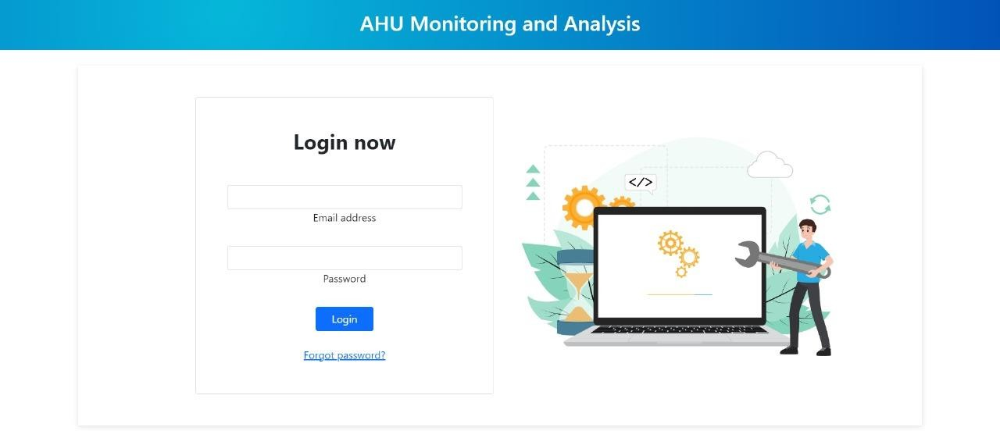 AHU Monitoring and Analysis
Login now
Email address
Password
Login
Forgot password?
</>